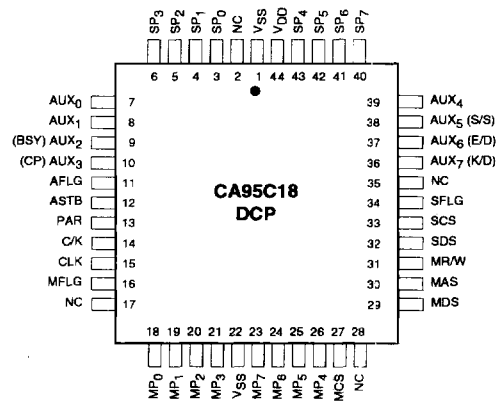 SP3 SP2 SP1 SP0 NC VSS VDD SP4 SP5 SP6 SP7
6 5 4 3 2 1 44 43 42 41 40
AUX0 7
AUX1 8
(BSY) AUX2 9
(CP) AUX3 10
AFLG 11
ASTB 12
PAR 13
C/K 14
CLK 15
MFLG 16
NC 17
CA95C18
DCP
39 AUX4
38 AUX5 (S/S)
37 AUX6 (E/D)
36 AUX7 (K/D)
35 NC
34 SFLG
33 SCS
32 SDS
31 MR/W
30 MAS
29 MDS
18 19 20 21 22 23 24 25 26 27 28
MP0 MP1 MP2 MP3 VSS MP7 MP6 MP5 MP4 MCS NC